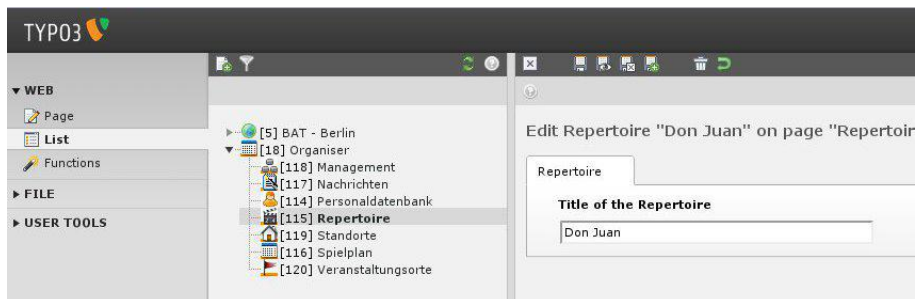 TYPO3
WEB
Page
List
Functions
FILE
USER TOOLS
[5] BAT - Berlin
[18] Organiser
[118] Management
[117] Nachrichten
[114] Personaldatenbank
[115] Repertoire
[119] Standorte
[116] Spielplan
[120] Veranstaltungsorte
Edit Repertoire "Don Juan" on page "Repertoir
Repertoire
Title of the Repertoire
Don Juan